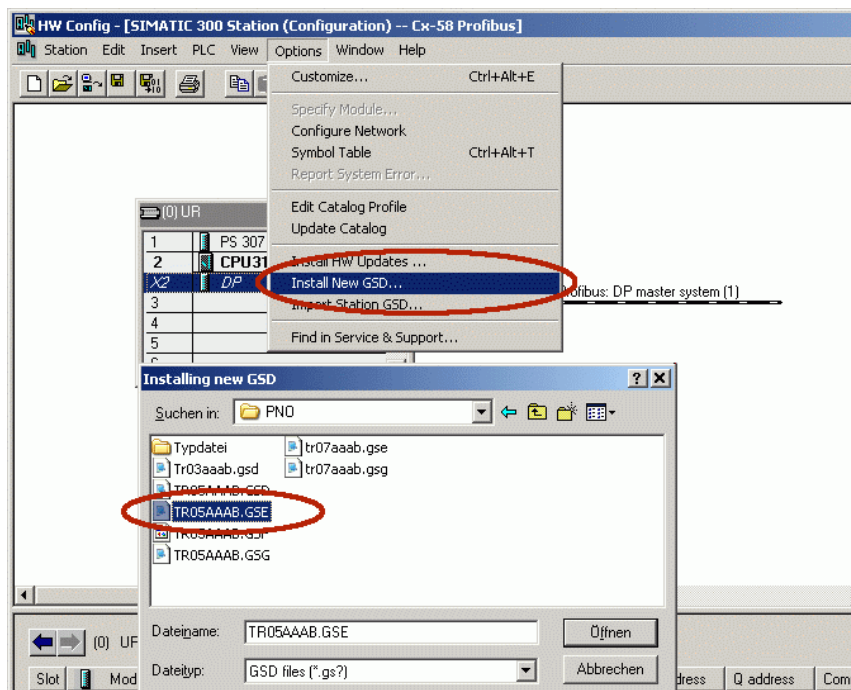 HW Config - [SIMATIC 300 Station (Configuration) -- Cx-58 Profibus]
Station Edit Insert PLC View Options Window Help
Customize... Ctrl+Alt+E
Specify Module...
Configure Network
Symbol Table Ctrl+Alt+T
Report System Error...
Edit Catalog Profile
Update Catalog
Install HW Updates ...
Install New GSD...
Import Station GSD...
Find in Service & Support...
(0) UR
1 PS 307
2 CPU31
X2 DP
3
4
5
Profibus: DP master system (1)
Installing new GSD
Suchen in: PNO
Typdatei
Tr03aaab.gsd
TR05AAAB.GSD
TR05AAAB.GSE
TR05AAAB.GSF
TR05AAAB.GSG
tr07aaab.gse
tr07aaab.gsg
Dateiname: TR05AAAB.GSE Öffnen
Dateityp: GSD files (*.gs?) Abbrechen
(0)
Slot Q address